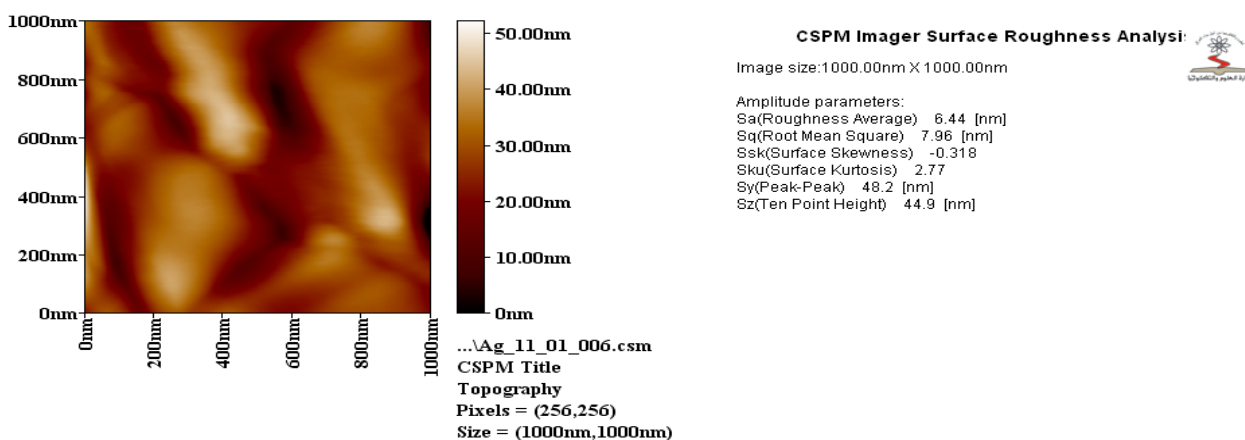 1000nm
800nm
600nm
400nm
200nm
0nm
0nm
200nm
400nm
600nm
800nm
1000nm
50.00nm
40.00nm
30.00nm
20.00nm
10.00nm
0nm
...\Ag_11_01_006.csm
CSPM Title
Topography
Pixels = (256,256)
Size = (1000nm,1000nm)
CSPM Imager Surface Roughness Analysi
Image size:1000.00nm X 1000.00nm
Amplitude parameters:
Sa(Roughness Average) 6.44 [nm]
Sq(Root Mean Square) 7.96 [nm]
Ssk(Surface Skewness) -0.318
Sku(Surface Kurtosis) 2.77
Sy(Peak-Peak) 48.2 [nm]
Sz(Ten Point Height) 44.9 [nm]